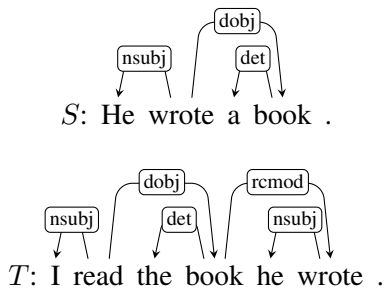 dobj
nsubj det
S: He wrote a book .
dobj rcmod
nsubj det nsubj
T: I read the book he wrote .